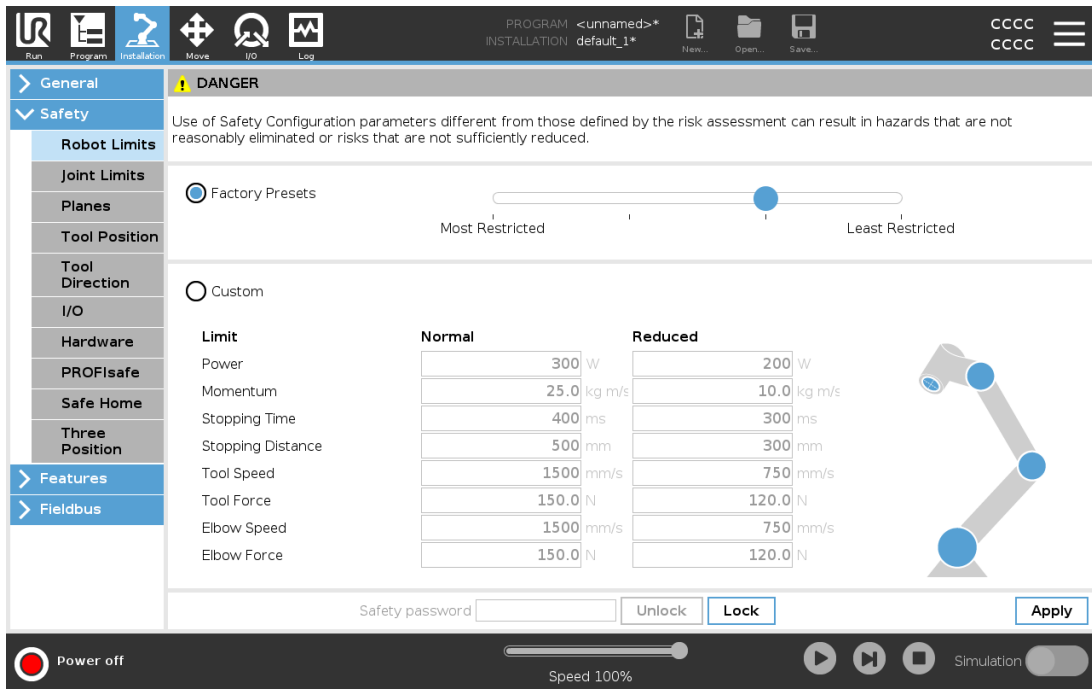 PROGRAM <unnamed>*
INSTALLATION default_1*
New... Open... Save...
CCCC
CCCC
UR
Run Program Installation Move I/O Log
General
Safety
Robot Limits
Joint Limits
Planes
Tool Position
Tool
Direction
I/O
Hardware
PROFIsafe
Safe Home
Three
Position
Features
Fieldbus
DANGER
Use of Safety Configuration parameters different from those defined by the risk assessment can result in hazards that are not
reasonably eliminated or risks that are not sufficiently reduced.
Factory Presets
Most Restricted Least Restricted
Custom
Limit Normal Reduced
Power 300 W 200 W
Momentum 25.0 kg m/s 10.0 kg m/s
Stopping Time 400 ms 300 ms
Stopping Distance 500 mm 300 mm
Tool Speed 1500 mm/s 750 mm/s
Tool Force 150.0 N 120.0 N
Elbow Speed 1500 mm/s 750 mm/s
Elbow Force 150.0 N 120.0 N
Safety password Unlock Lock Apply
Power off
Speed 100%
Simulation